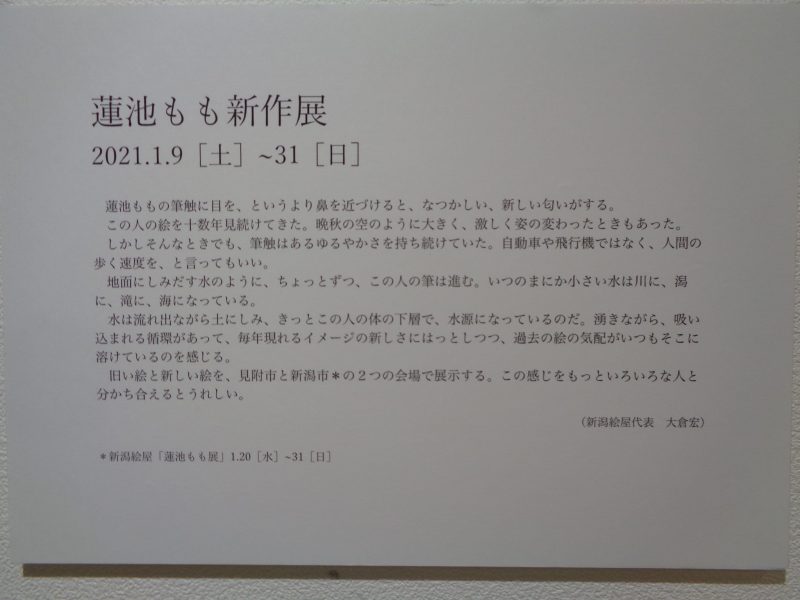 蓮池もも新作展
2021.1.9［土］~31［日］
蓮池ももの筆触に目を、というより鼻を近づけると、なつかしい、新しい匂いがする。
この人の絵を十数年見続けてきた。晩秋の空のように大きく、激しく姿の変わったときもあった。
しかしそんなときでも、筆触はあるゆるやかさを持ち続けていた。自動車や飛行機ではなく、人間の
歩く速度を、と言ってもいい。
地面にしみだす水のように、ちょっとずつ、この人の筆は進む。いつのまにか小さい水は川に、潟
に、滝に、海になっている。
水は流れ出ながら土にしみ、きっとこの人の体の下層で、水源になっているのだ。湧きながら、吸い
込まれる循環があって、毎年現れるイメージの新しさにはっとしつつ、過去の絵の気配がいつもそこに
溶けているのを感じる。
旧い絵と新しい絵を、見附市と新潟市＊の２つの会場で展示する。この感じをもっといろいろな人と
分かち合えるとうれしい。
（新潟絵屋代表　大倉宏）
＊新潟絵屋「蓮池もも展」1.20［水］~31［日］